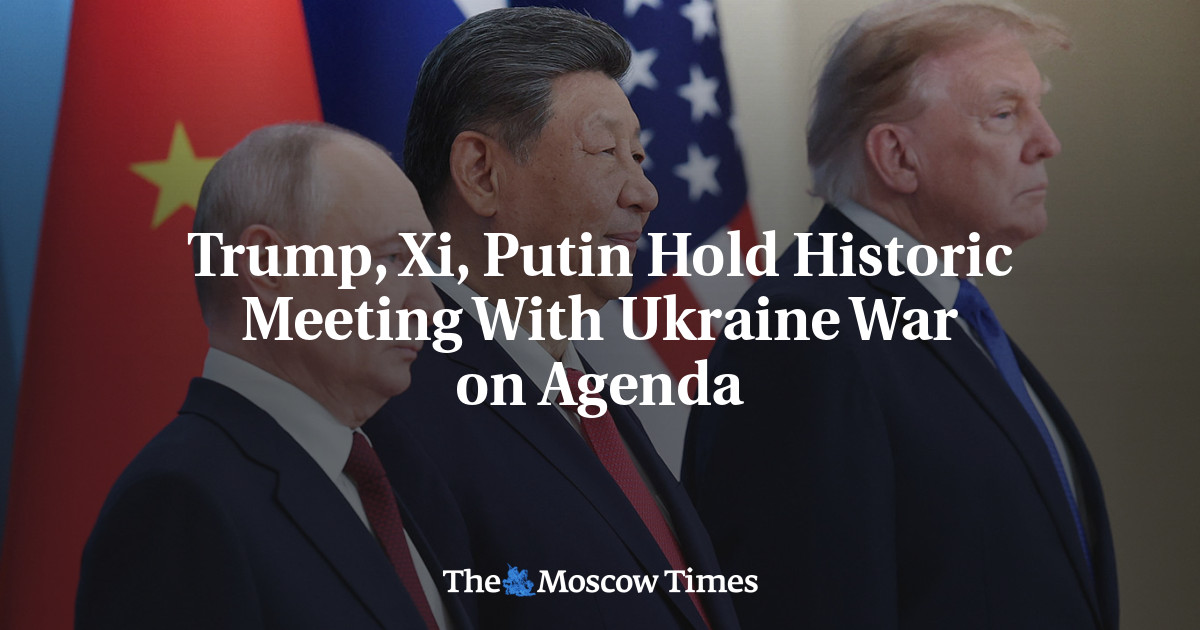 Trump, Xi, Putin Hold Historic
Meeting With Ukraine War
on Agenda
The Moscow Times